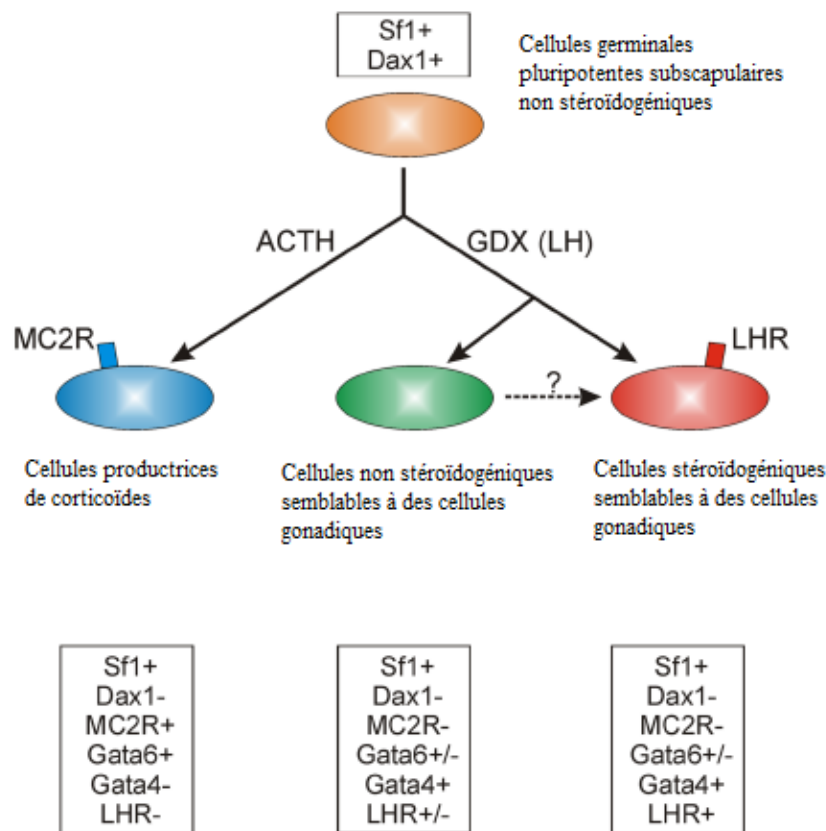 Sf1+
Dax1+
Cellules germinales
pluripotentes subscapulaires
non stéroïdogéniques
ACTH
GDX (LH)
MC2R
LHR
?
Cellules productrices
de corticoïdes
Cellules non stéroïdogéniques
semblables à des cellules
gonadiques
Cellules stéroïdogéniques
semblables à des cellules
gonadiques
Sf1+
Dax1-
MC2R+
Gata6+
Gata4-
LHR-
Sf1+
Dax1-
MC2R-
Gata6+/-
Gata4+
LHR+/-
Sf1+
Dax1-
MC2R-
Gata6+/-
Gata4+
LHR+